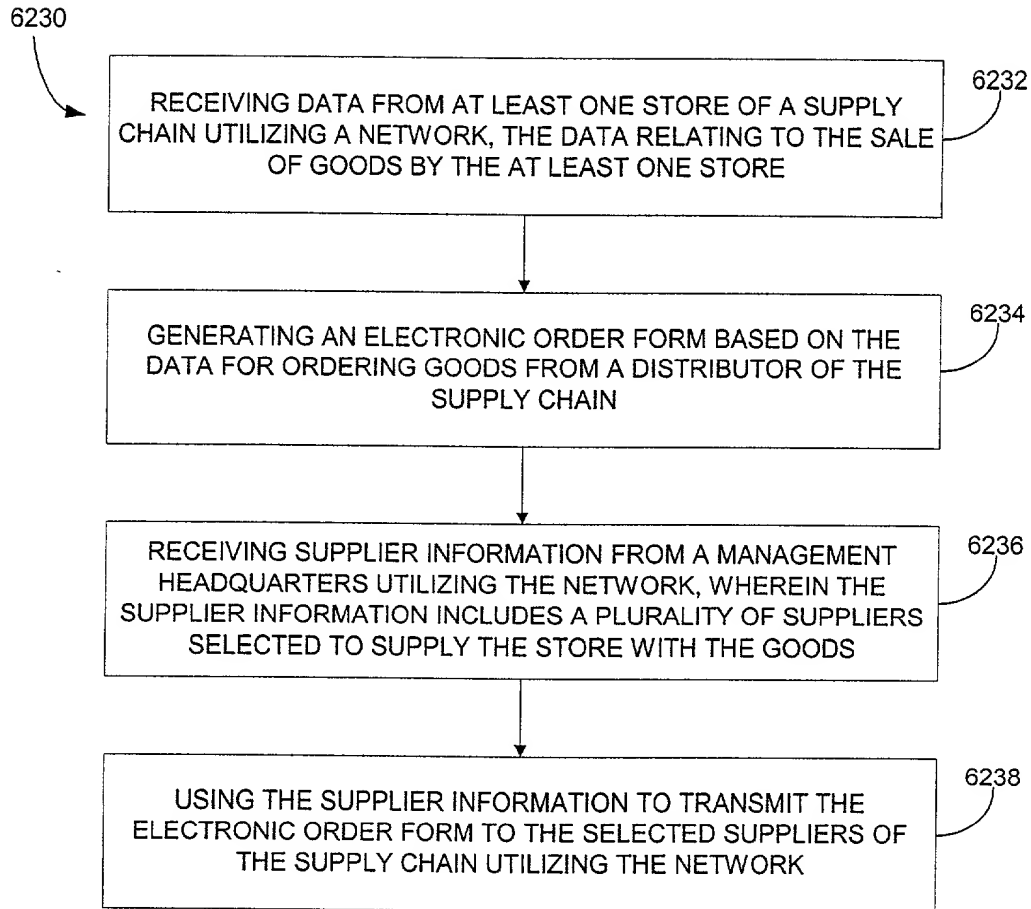 6230
6232
RECEIVING DATA FROM AT LEAST ONE STORE OF A SUPPLY
CHAIN UTILIZING A NETWORK, THE DATA RELATING TO THE SALE
OF GOODS BY THE AT LEAST ONE STORE
6234
GENERATING AN ELECTRONIC ORDER FORM BASED ON THE
DATA FOR ORDERING GOODS FROM A DISTRIBUTOR OF THE
SUPPLY CHAIN
6236
RECEIVING SUPPLIER INFORMATION FROM A MANAGEMENT
HEADQUARTERS UTILIZING THE NETWORK, WHEREIN THE
SUPPLIER INFORMATION INCLUDES A PLURALITY OF SUPPLIERS
SELECTED TO SUPPLY THE STORE WITH THE GOODS
6238
USING THE SUPPLIER INFORMATION TO TRANSMIT THE
ELECTRONIC ORDER FORM TO THE SELECTED SUPPLIERS OF
THE SUPPLY CHAIN UTILIZING THE NETWORK